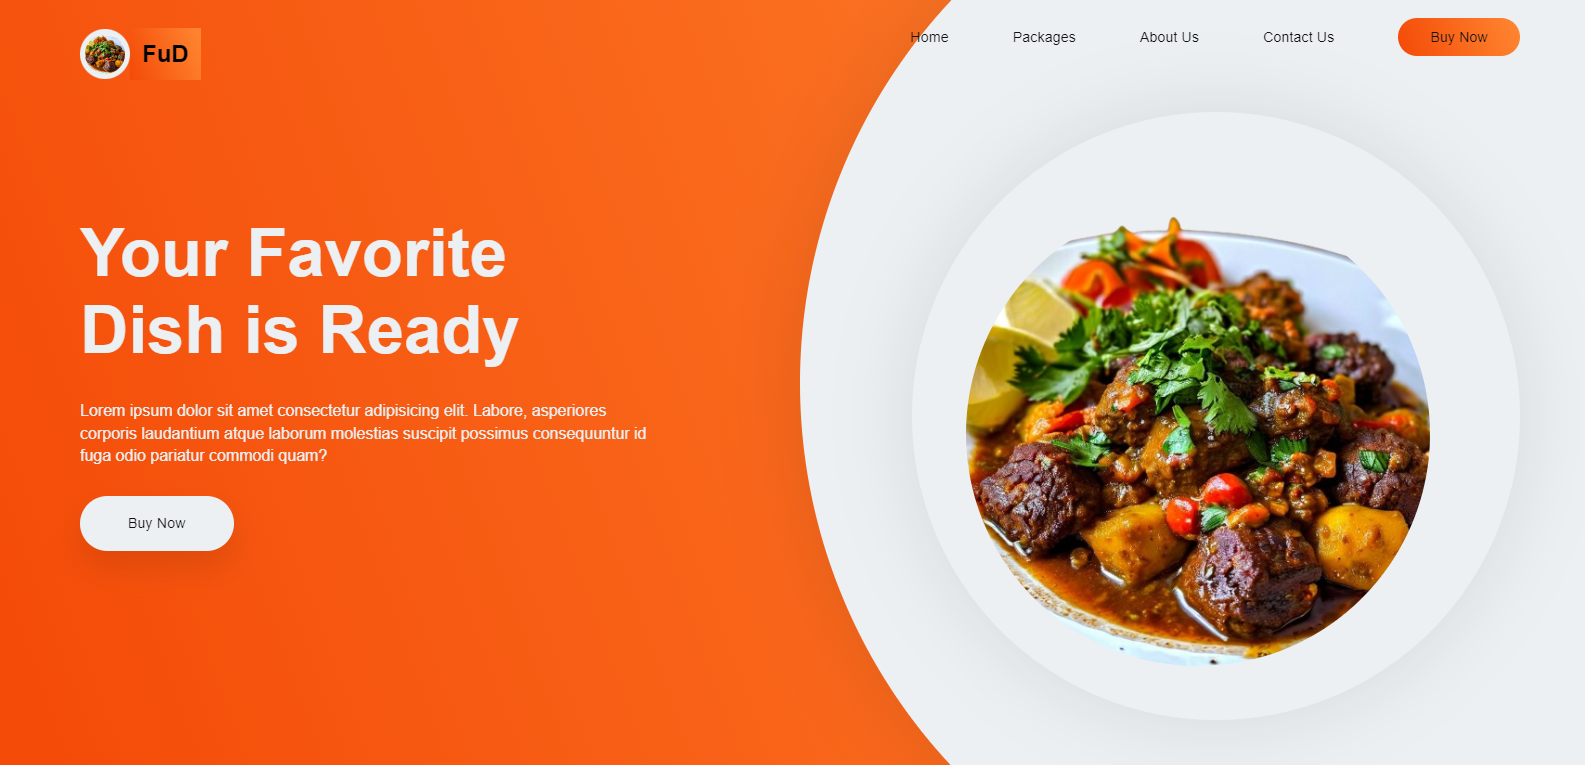 FuD
Home
Packages
About Us
Contact Us
Buy Now
Your Favorite
Dish is Ready
Lorem ipsum dolor sit amet consectetur adipisicing elit. Labore, asperiores
corporis laudantium atque laborum molestias suscipit possimus consequuntur id
fuga odio pariatur commodi quam?
Buy Now